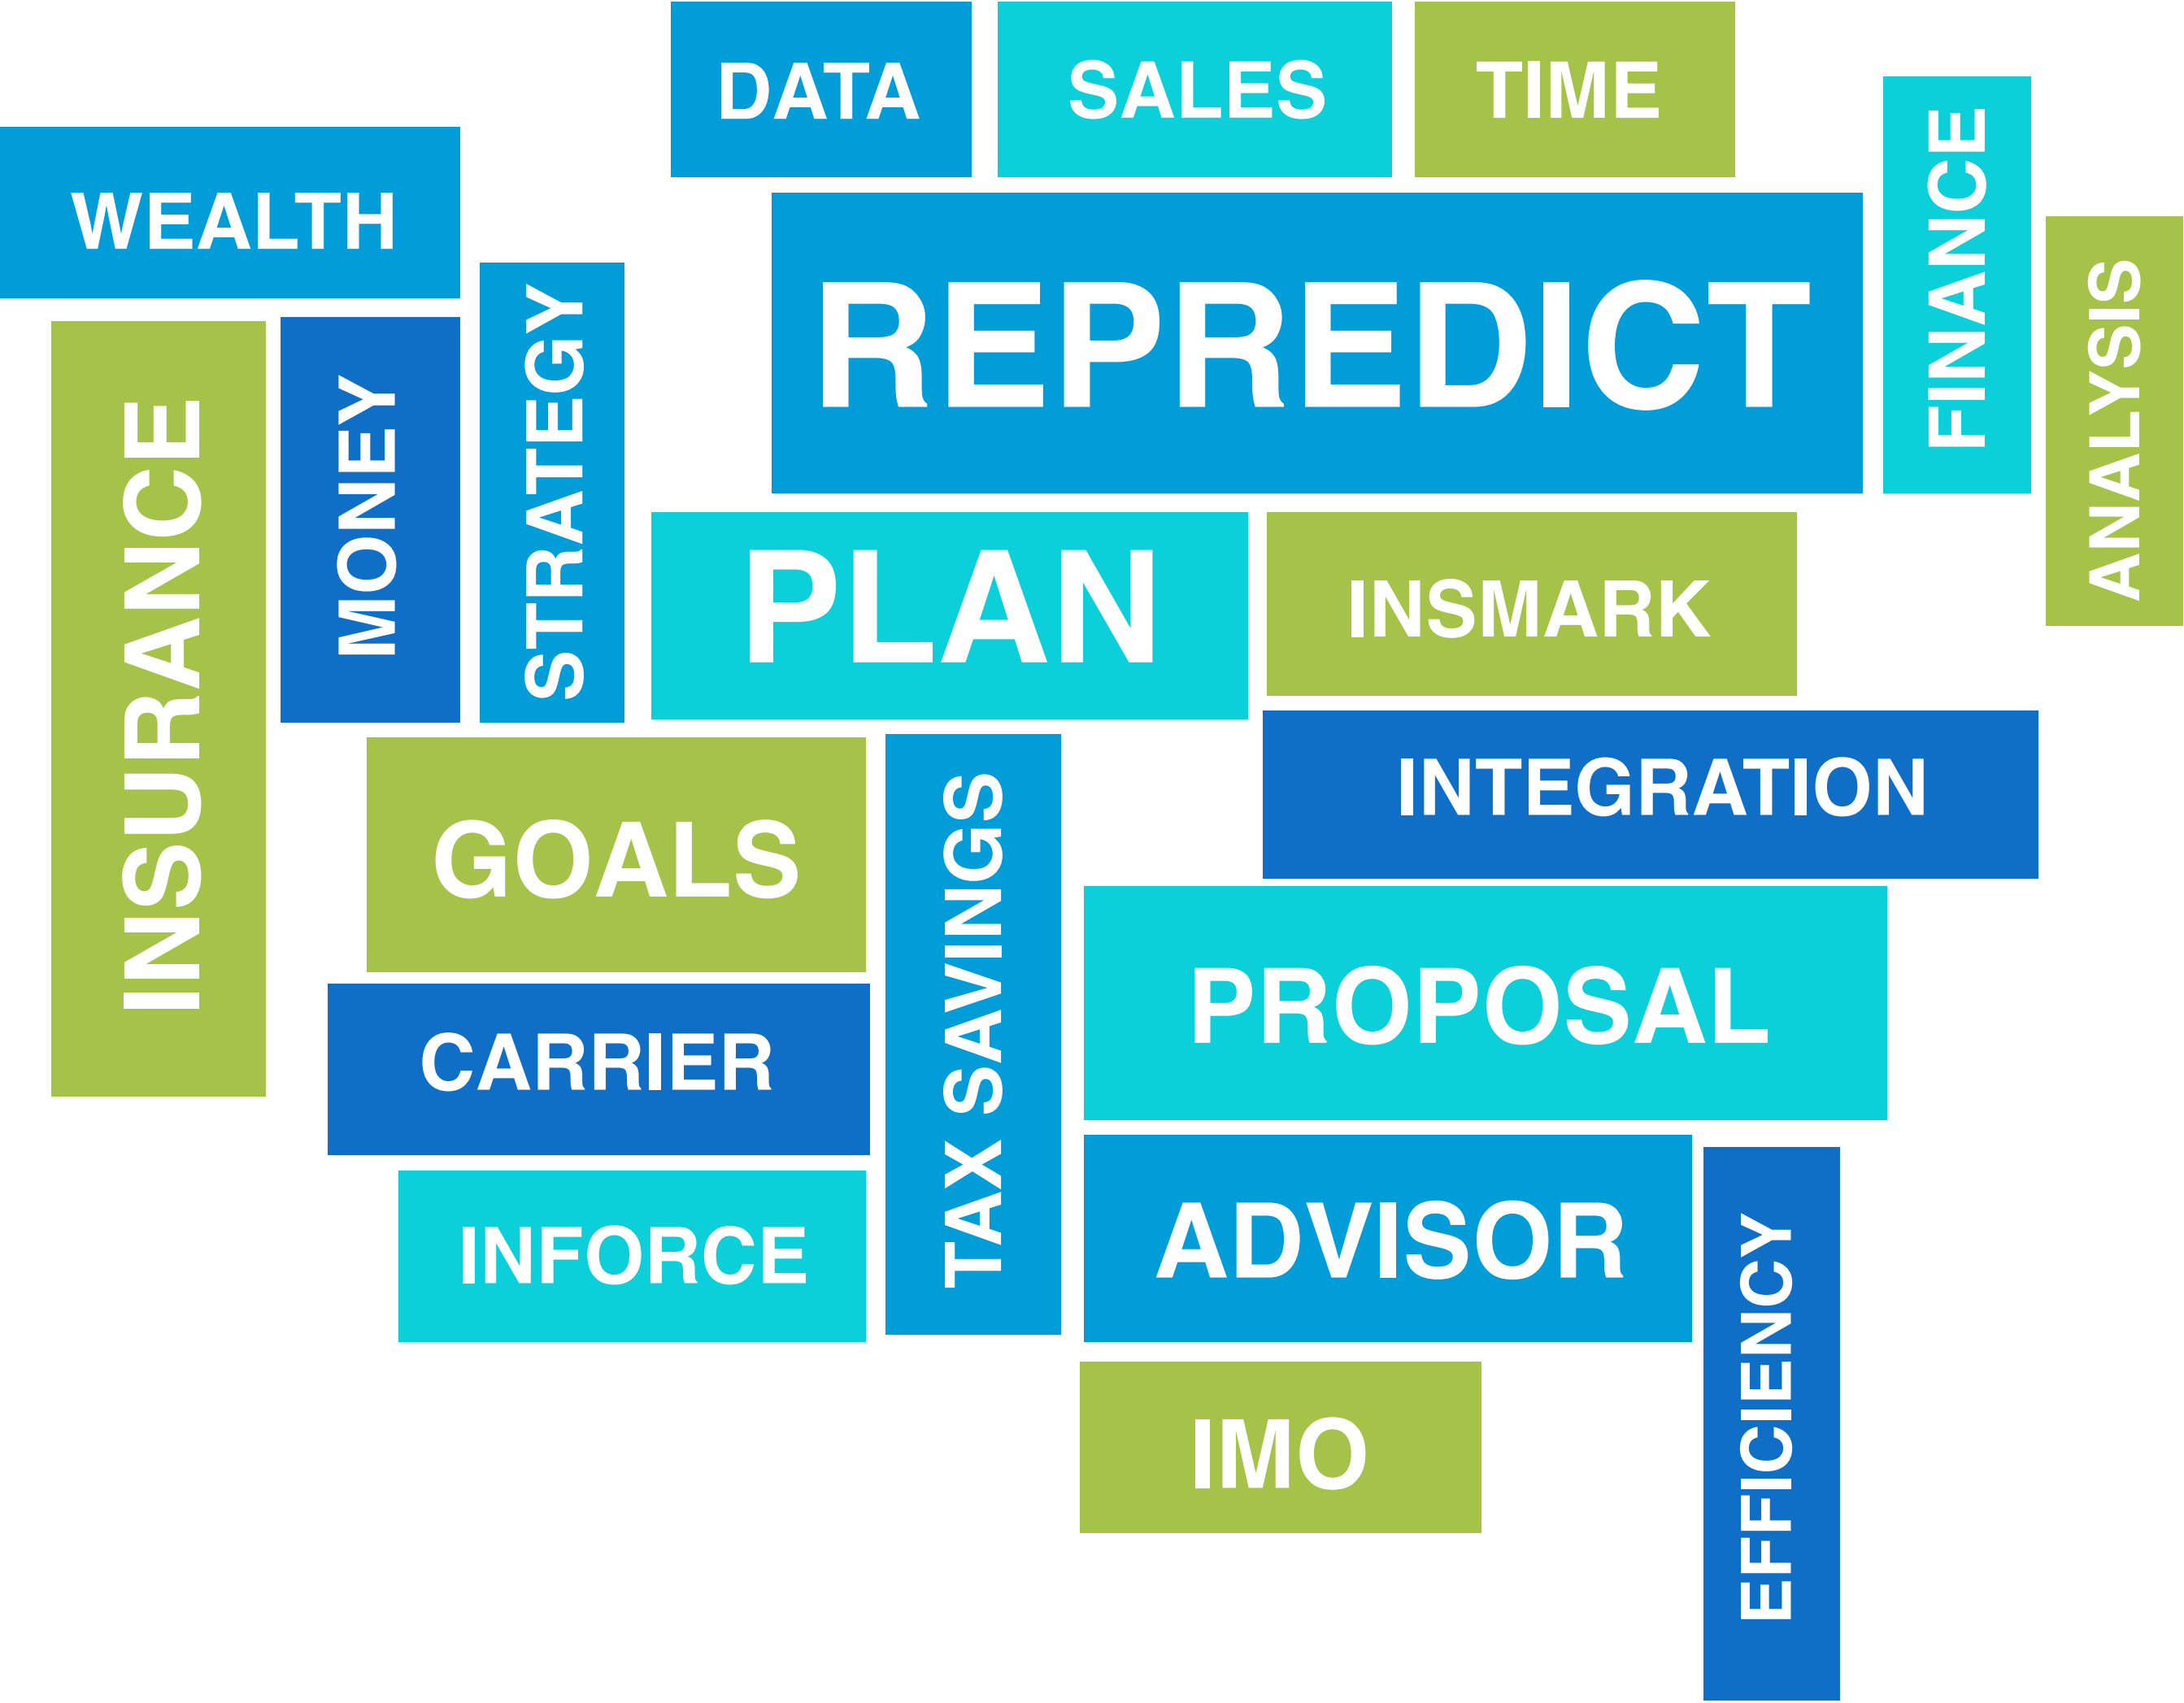 DATA
SALES
TIME
WEALTH
REPREDICT
FINANCE
ANALYSIS
INSURANCE
MONEY
STRATEGY
PLAN
INSMARK
INTEGRATION
GOALS
TAX SAVINGS
PROPOSAL
CARRIER
INFORCE
ADVISOR
EFFICIENCY
IMO